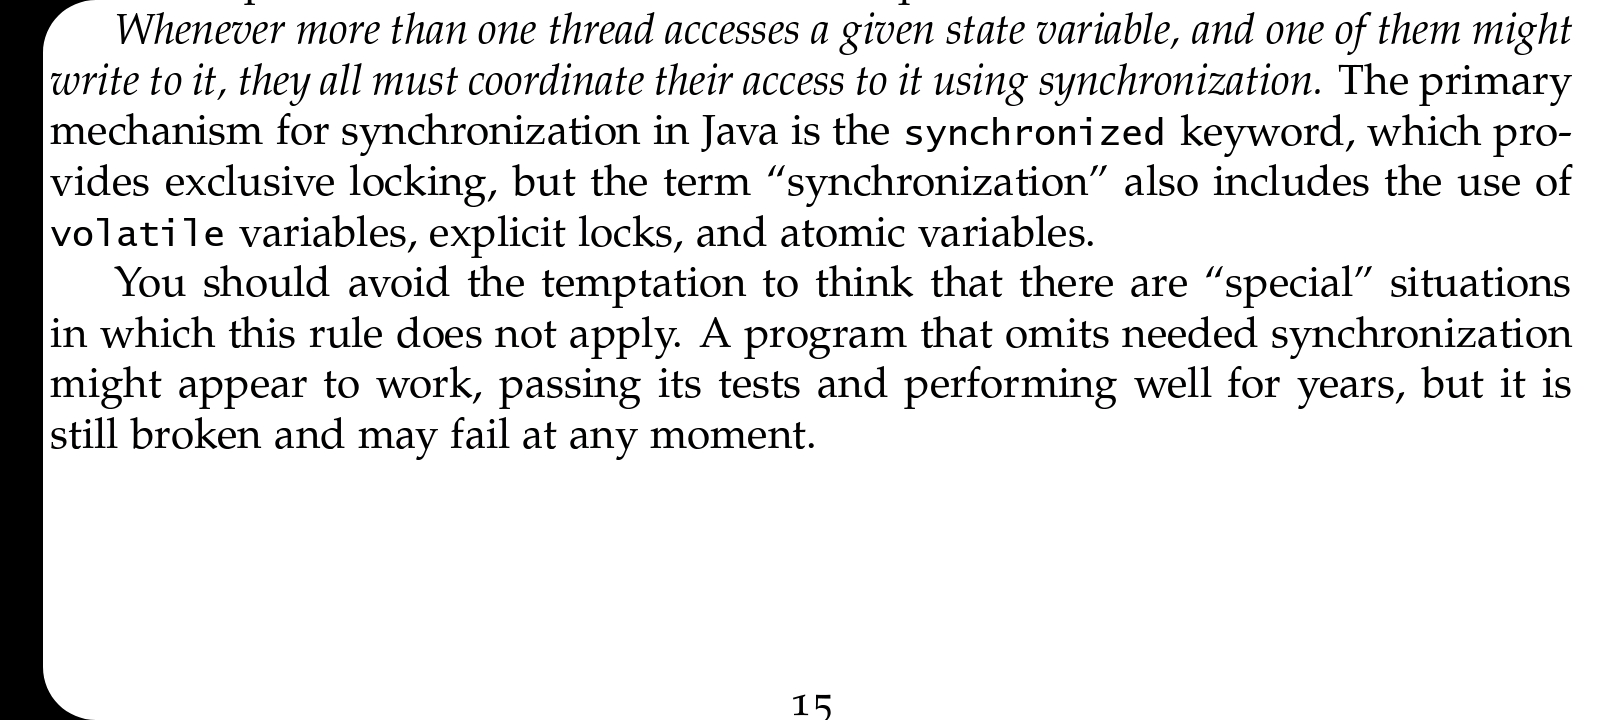 Whenever more than one thread accesses a given state variable, and one of them might
write to it, they all must coordinate their access to it using synchronization. The primary
mechanism for synchronization in Java is the synchronized keyword, which pro-
vides exclusive locking, but the term “synchronization” also includes the use of
volatile variables, explicit locks, and atomic variables.
You should avoid the temptation to think that there are “special” situations
in which this rule does not apply. A program that omits needed synchronization
might appear to work, passing its tests and performing well for years, but it is
still broken and may fail at any moment.
15